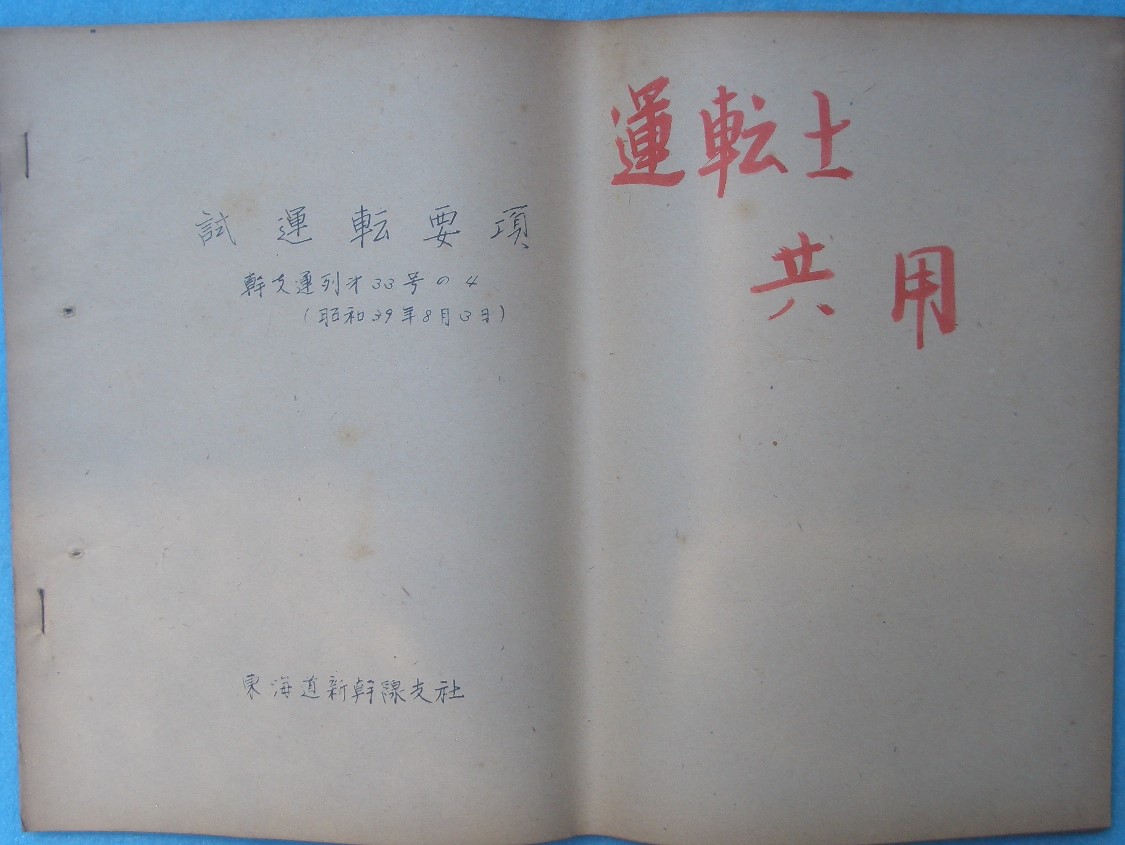 試運転要項
幹支運列才33号の4
(昭和39年8月13日)
東海道新幹線支社
運転士
共用